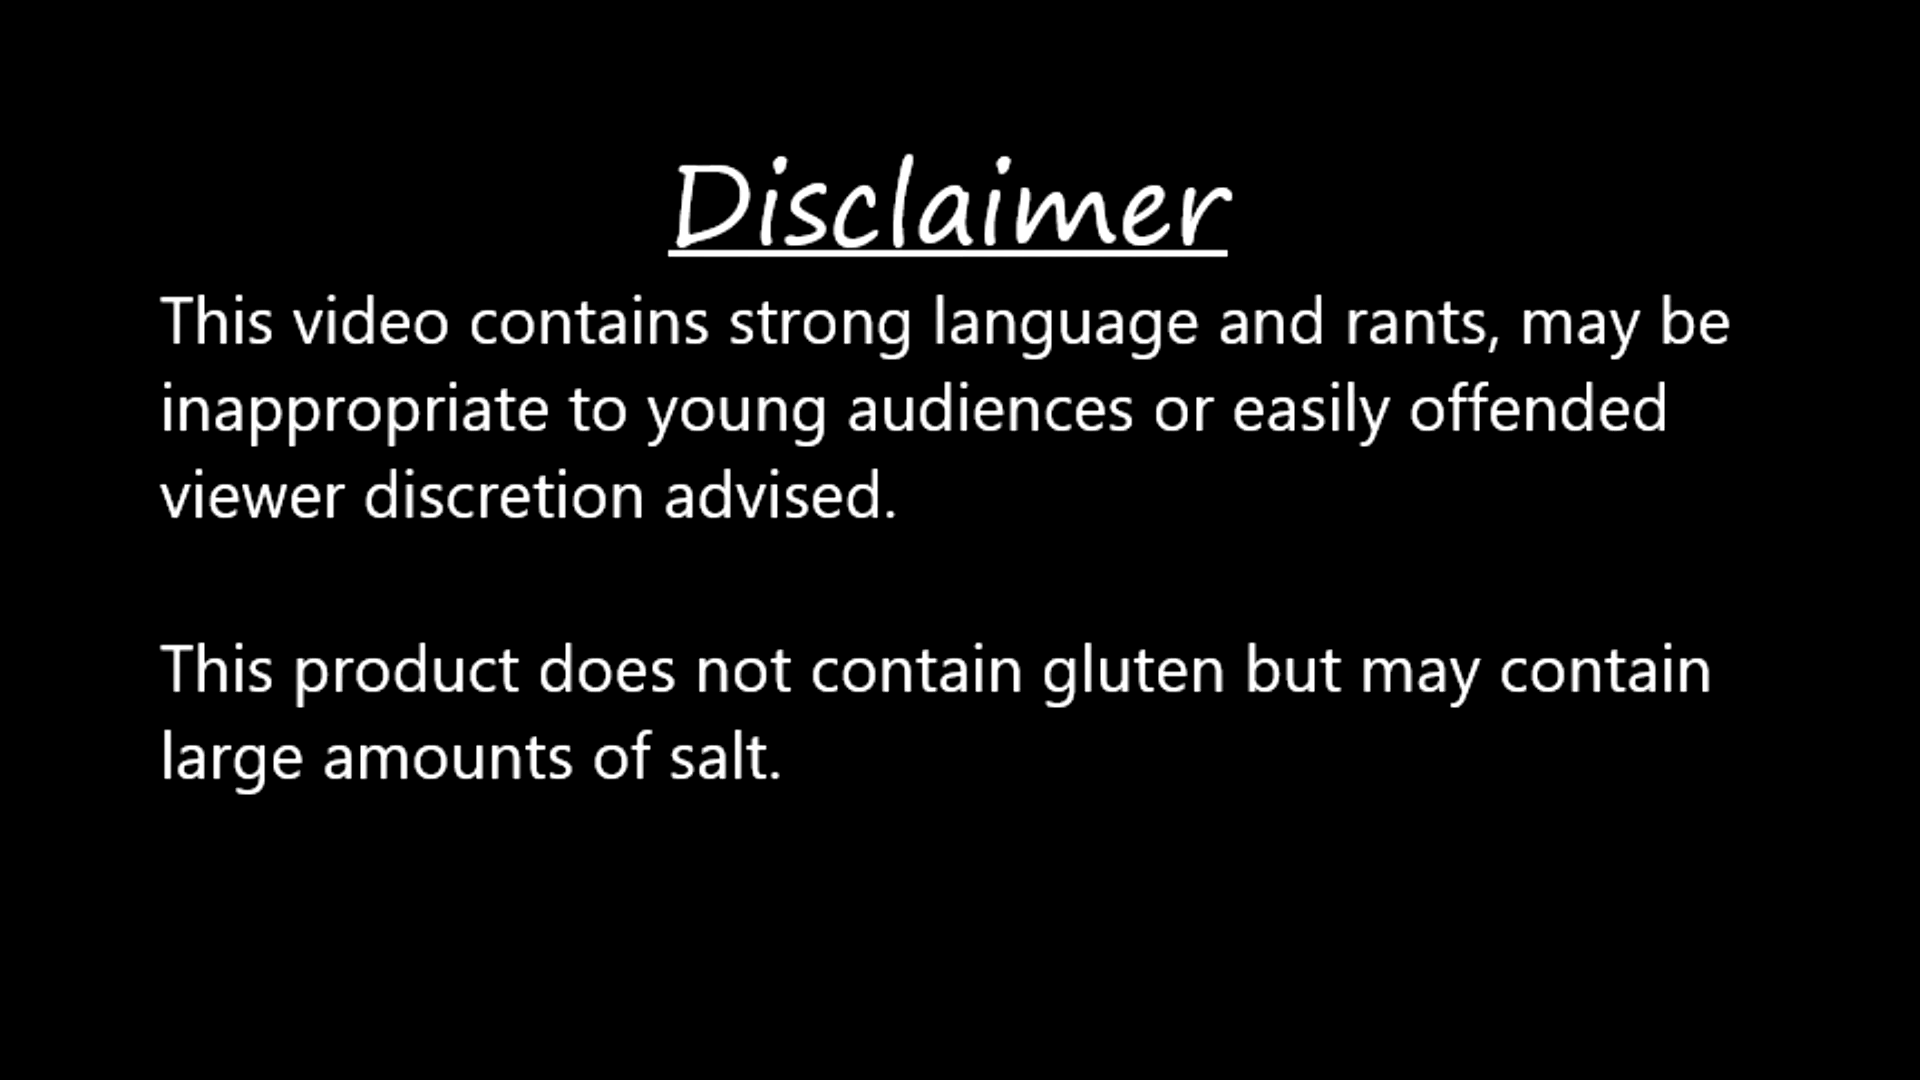 Disclaimer
This video contains strong language and rants, may be
inappropriate to young audiences or easily offended
viewer discretion advised.
This product does not contain gluten but may contain
large amounts of salt.